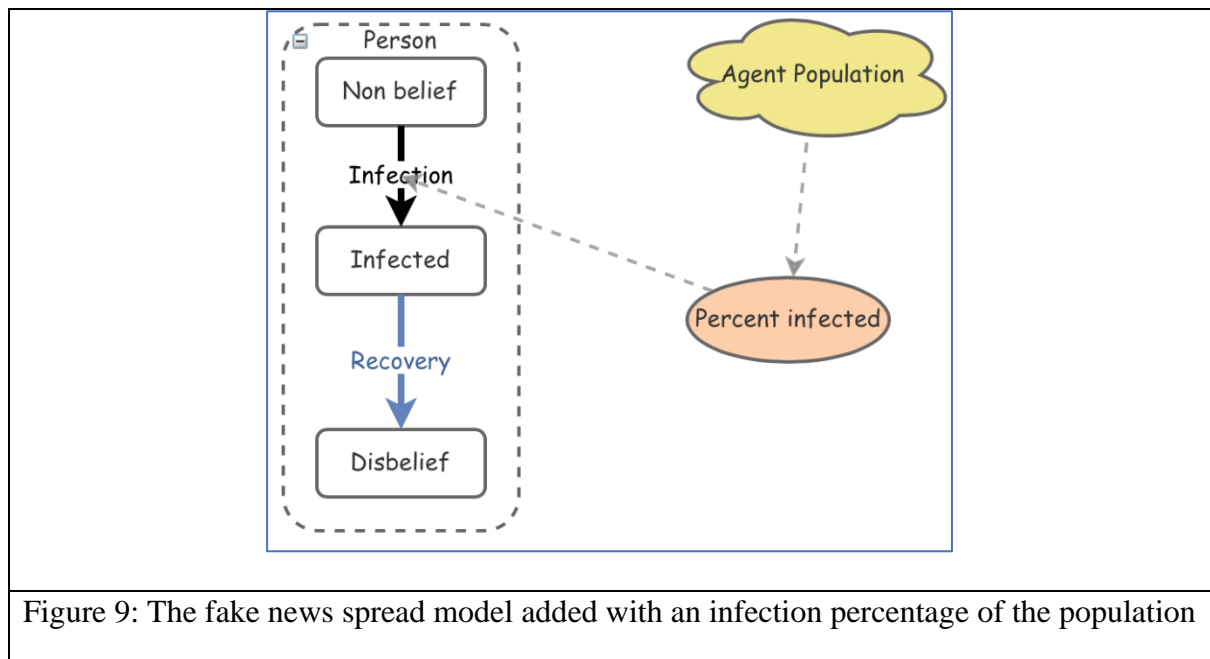 Person
Non belief
Agent Population
Infection
Infected
Percent infected
Recovery
Disbelief
Figure 9: The fake news spread model added with an infection percentage of the population